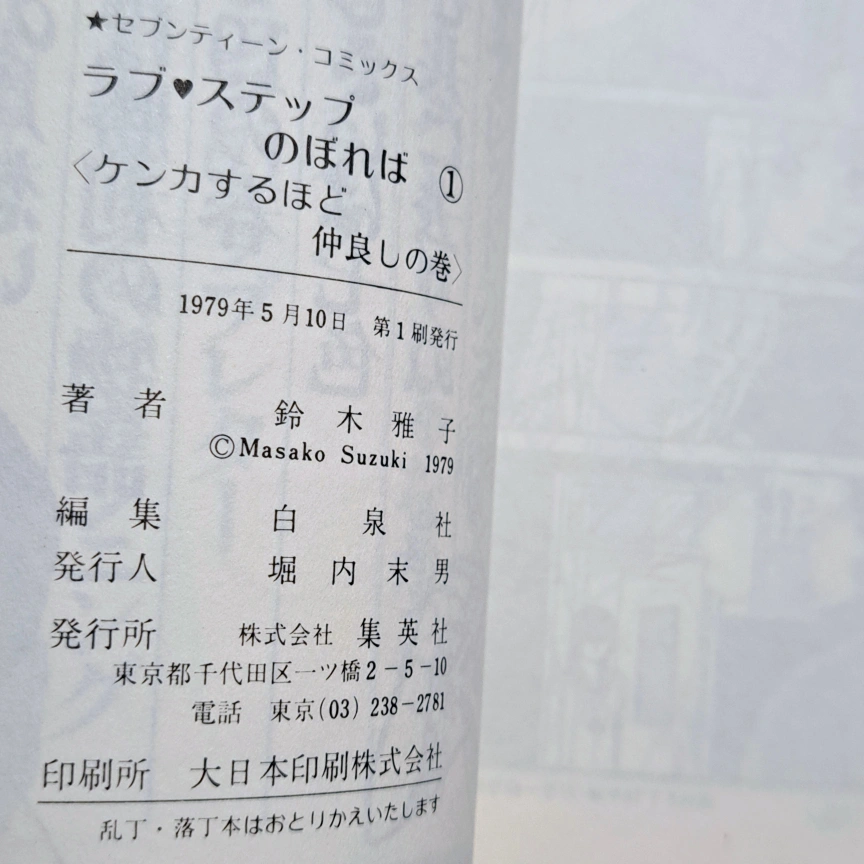 ★セブンティーン・コミックス
ラブ♥ステップ
のぼれば ①
〈ケンカするほど
仲良しの巻〉
1979年5月10日 第1刷発行
著者 鈴木雅子
©Masako Suzuki 1979
編集 白泉社
発行人 堀内末男
発行所 株式会社 集英社
東京都千代田区一ツ橋2-5-10
電話 東京(03)238-2781
印刷所 大日本印刷株式会社
乱丁・落丁本はおとりかえいたします